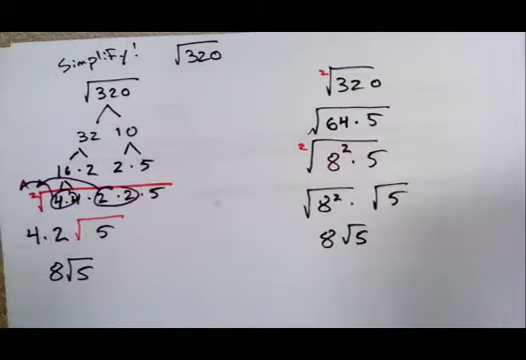 Simplify! √320
√320
32 10
16 · 2 2 · 5
²√4·4 · 2·2 · 5
4·2√5
8√5
²√320
√64·5
²√8²·5
√8² · √5
8√5